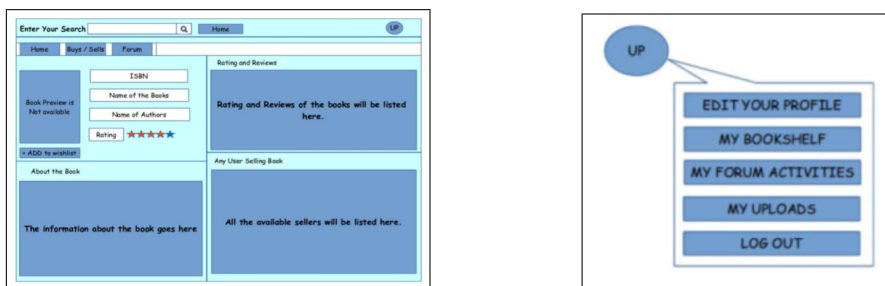 Enter Your Search
Home
UP
Home Buys / Sells Forum
Book Preview is
Not available
ISBN
Name of the Books
Name of Authors
Rating
+ ADD to wishlist
About the Book
The information about the book goes here
Rating and Reviews
Rating and Reviews of the books will be listed
here.
Any User Selling Book
All the available sellers will be listed here.
UP
EDIT YOUR PROFILE
MY BOOKSHELF
MY FORUM ACTIVITIES
MY UPLOADS
LOG OUT